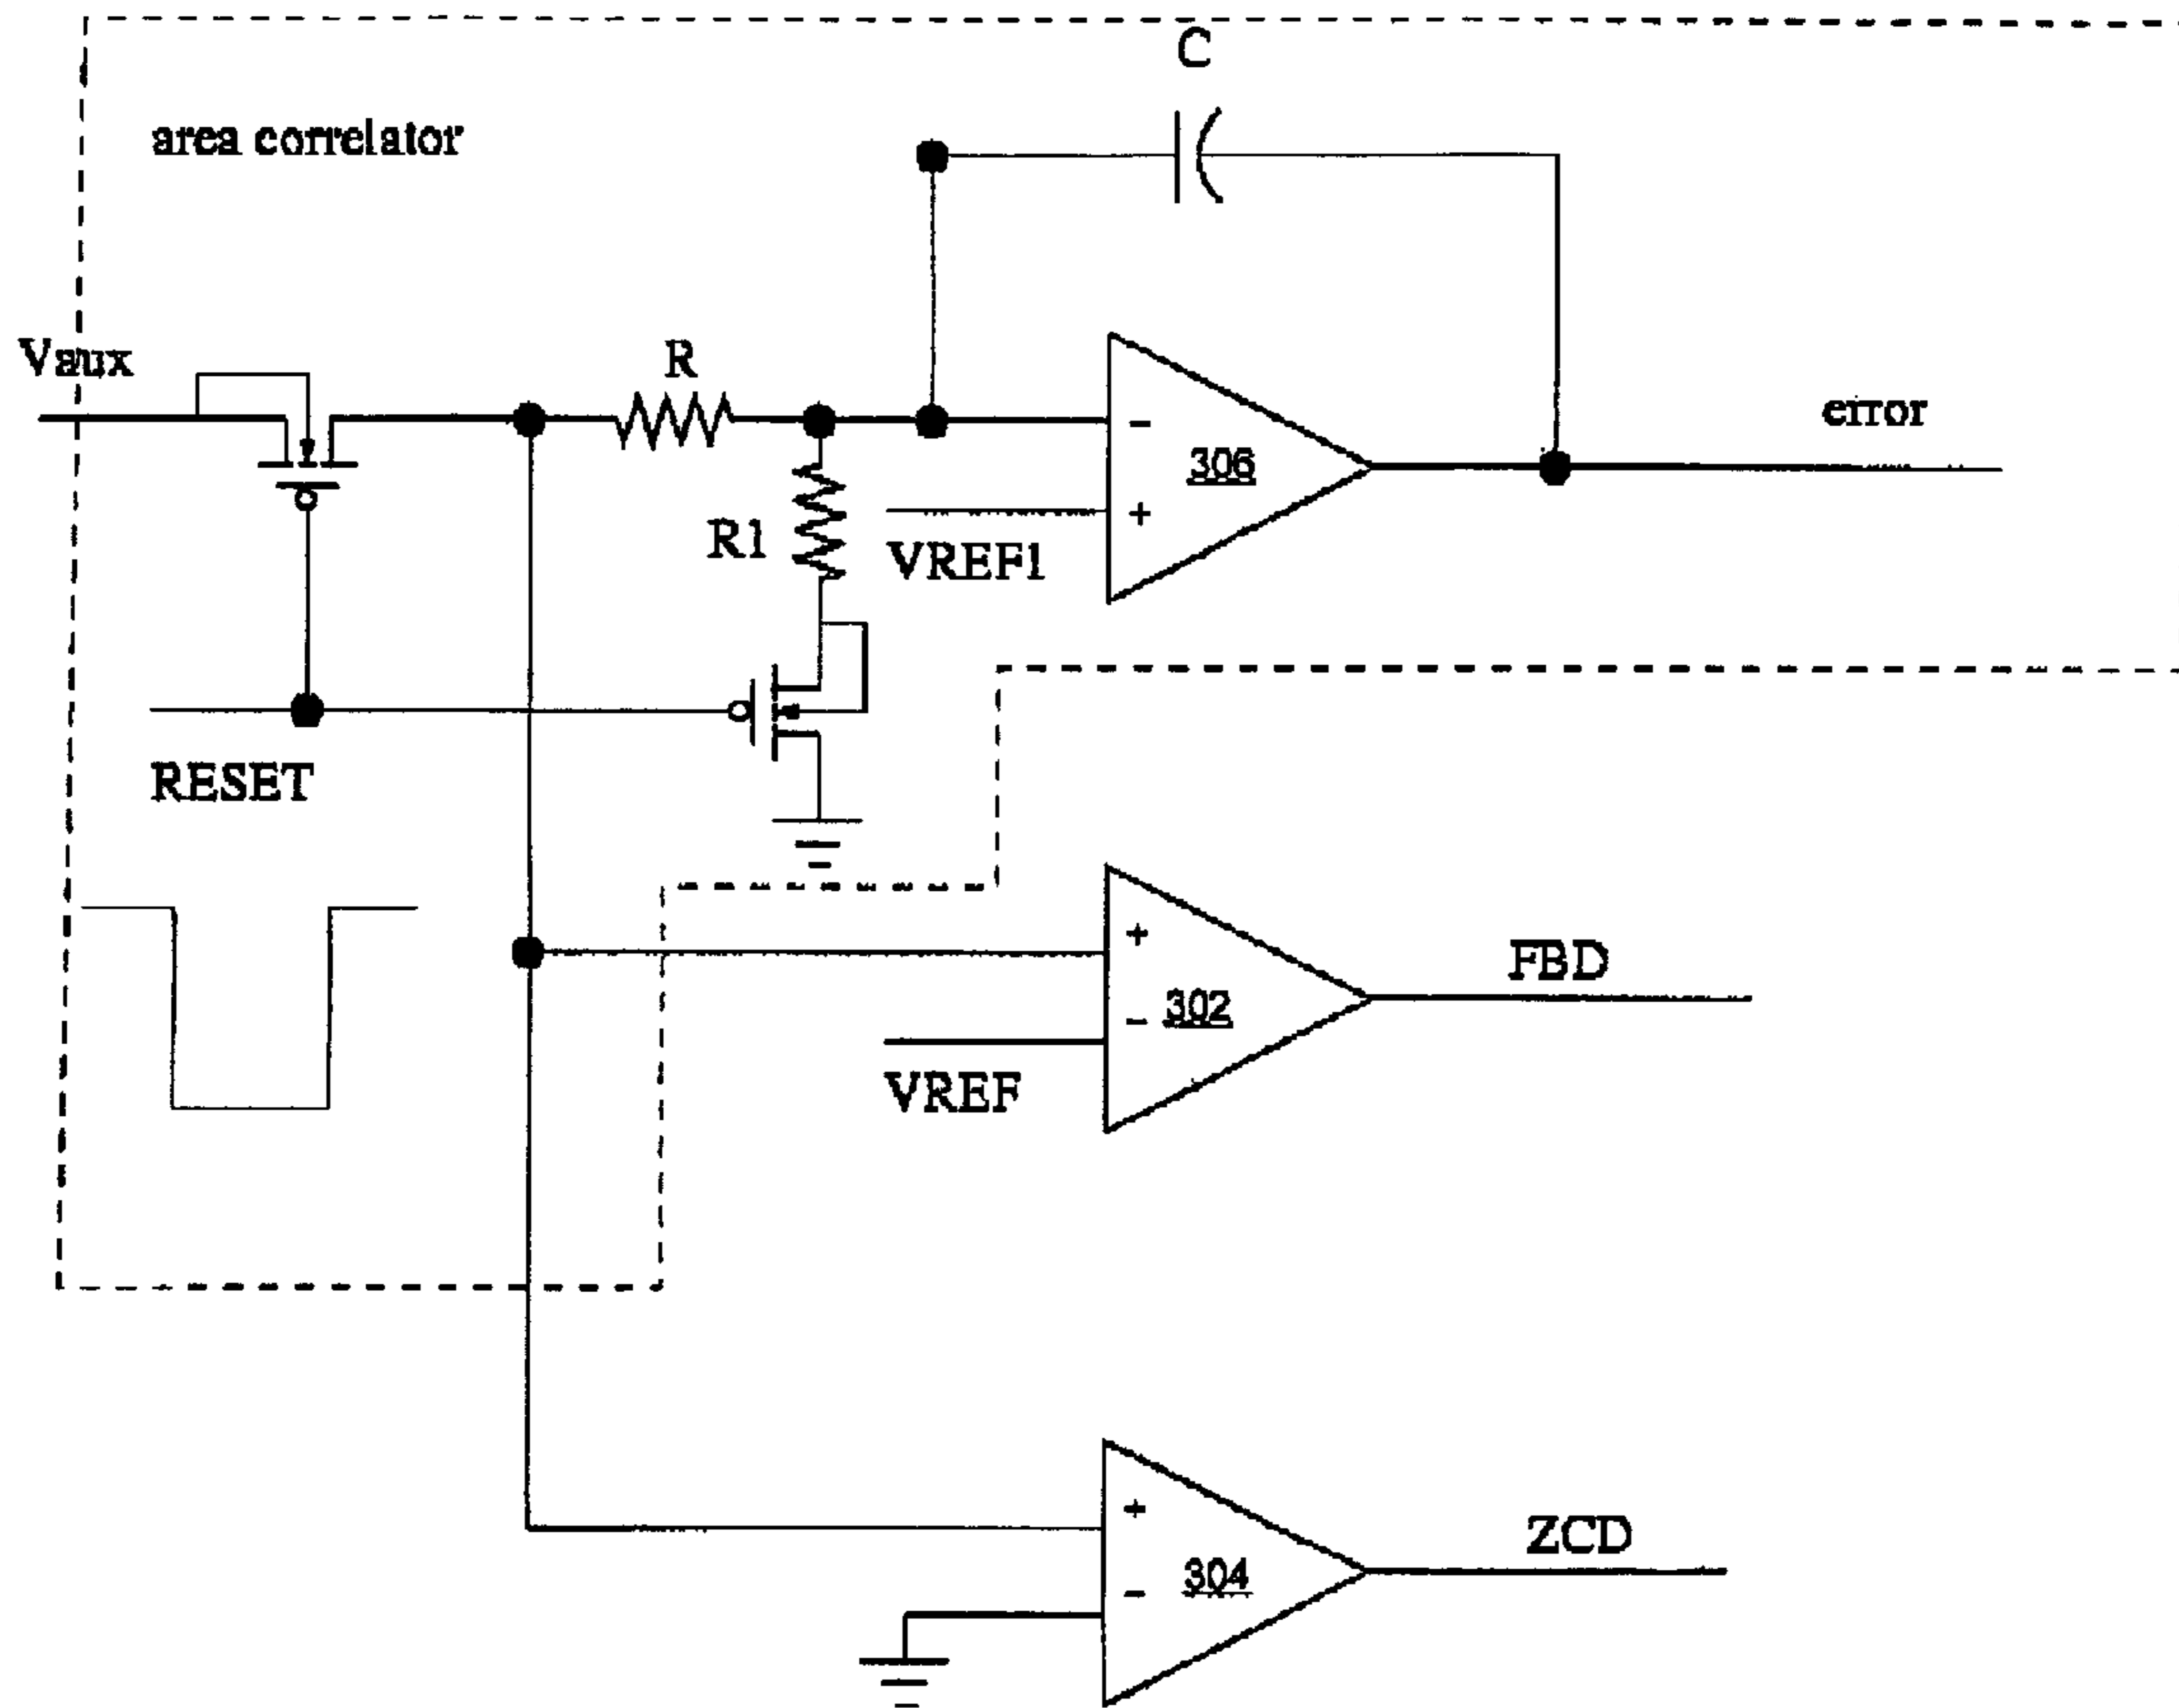 C
area correlator
Vaux
R
error
-
306
+
R1
VREF1
RESET
+
FBD
302
-
VREF
+
ZCD
304
-